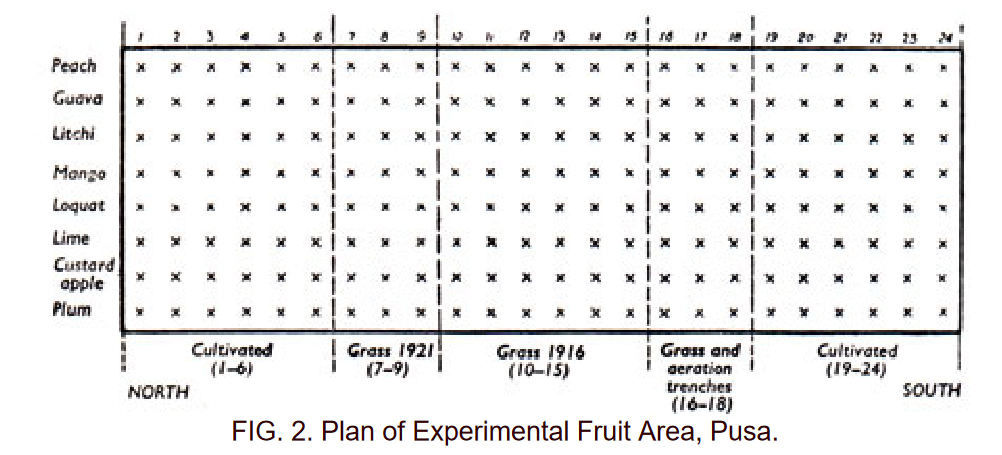 1 2 3 4 5 6 7 8 9 10 11 12 13 14 15 16 17 18 19 20 21 22 23 24
Peach x x x x x x x x x x x x x x x x x x x x x x x x
Guava x x x x x x x x x x x x x x x x x x x x x x x x
Litchi x x x x x x x x x x x x x x x x x x x x x x x x
Mango x x x x x x x x x x x x x x x x x x x x x x x x
Loquat x x x x x x x x x x x x x x x x x x x x x x x x
Lime x x x x x x x x x x x x x x x x x x x x x x x x
Custard
apple x x x x x x x x x x x x x x x x x x x x x x x x
Plum x x x x x x x x x x x x x x x x x x x x x x x x
Cultivated
(1–6)
Grass 1921
(7–9)
Grass 1916
(10–15)
Grass and
aeration
trenches
(16–18)
Cultivated
(19–24)
NORTH
SOUTH
FIG. 2. Plan of Experimental Fruit Area, Pusa.